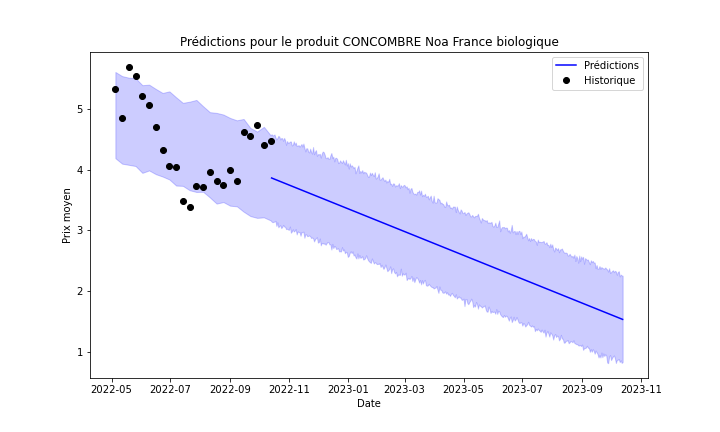 Prédictions pour le produit CONCOMBRE Noa France biologique
Prédictions
Historique
Prix moyen
5
4
3
2
1
2022-05 2022-07 2022-09 2022-11 2023-01 2023-03 2023-05 2023-07 2023-09 2023-11
Date